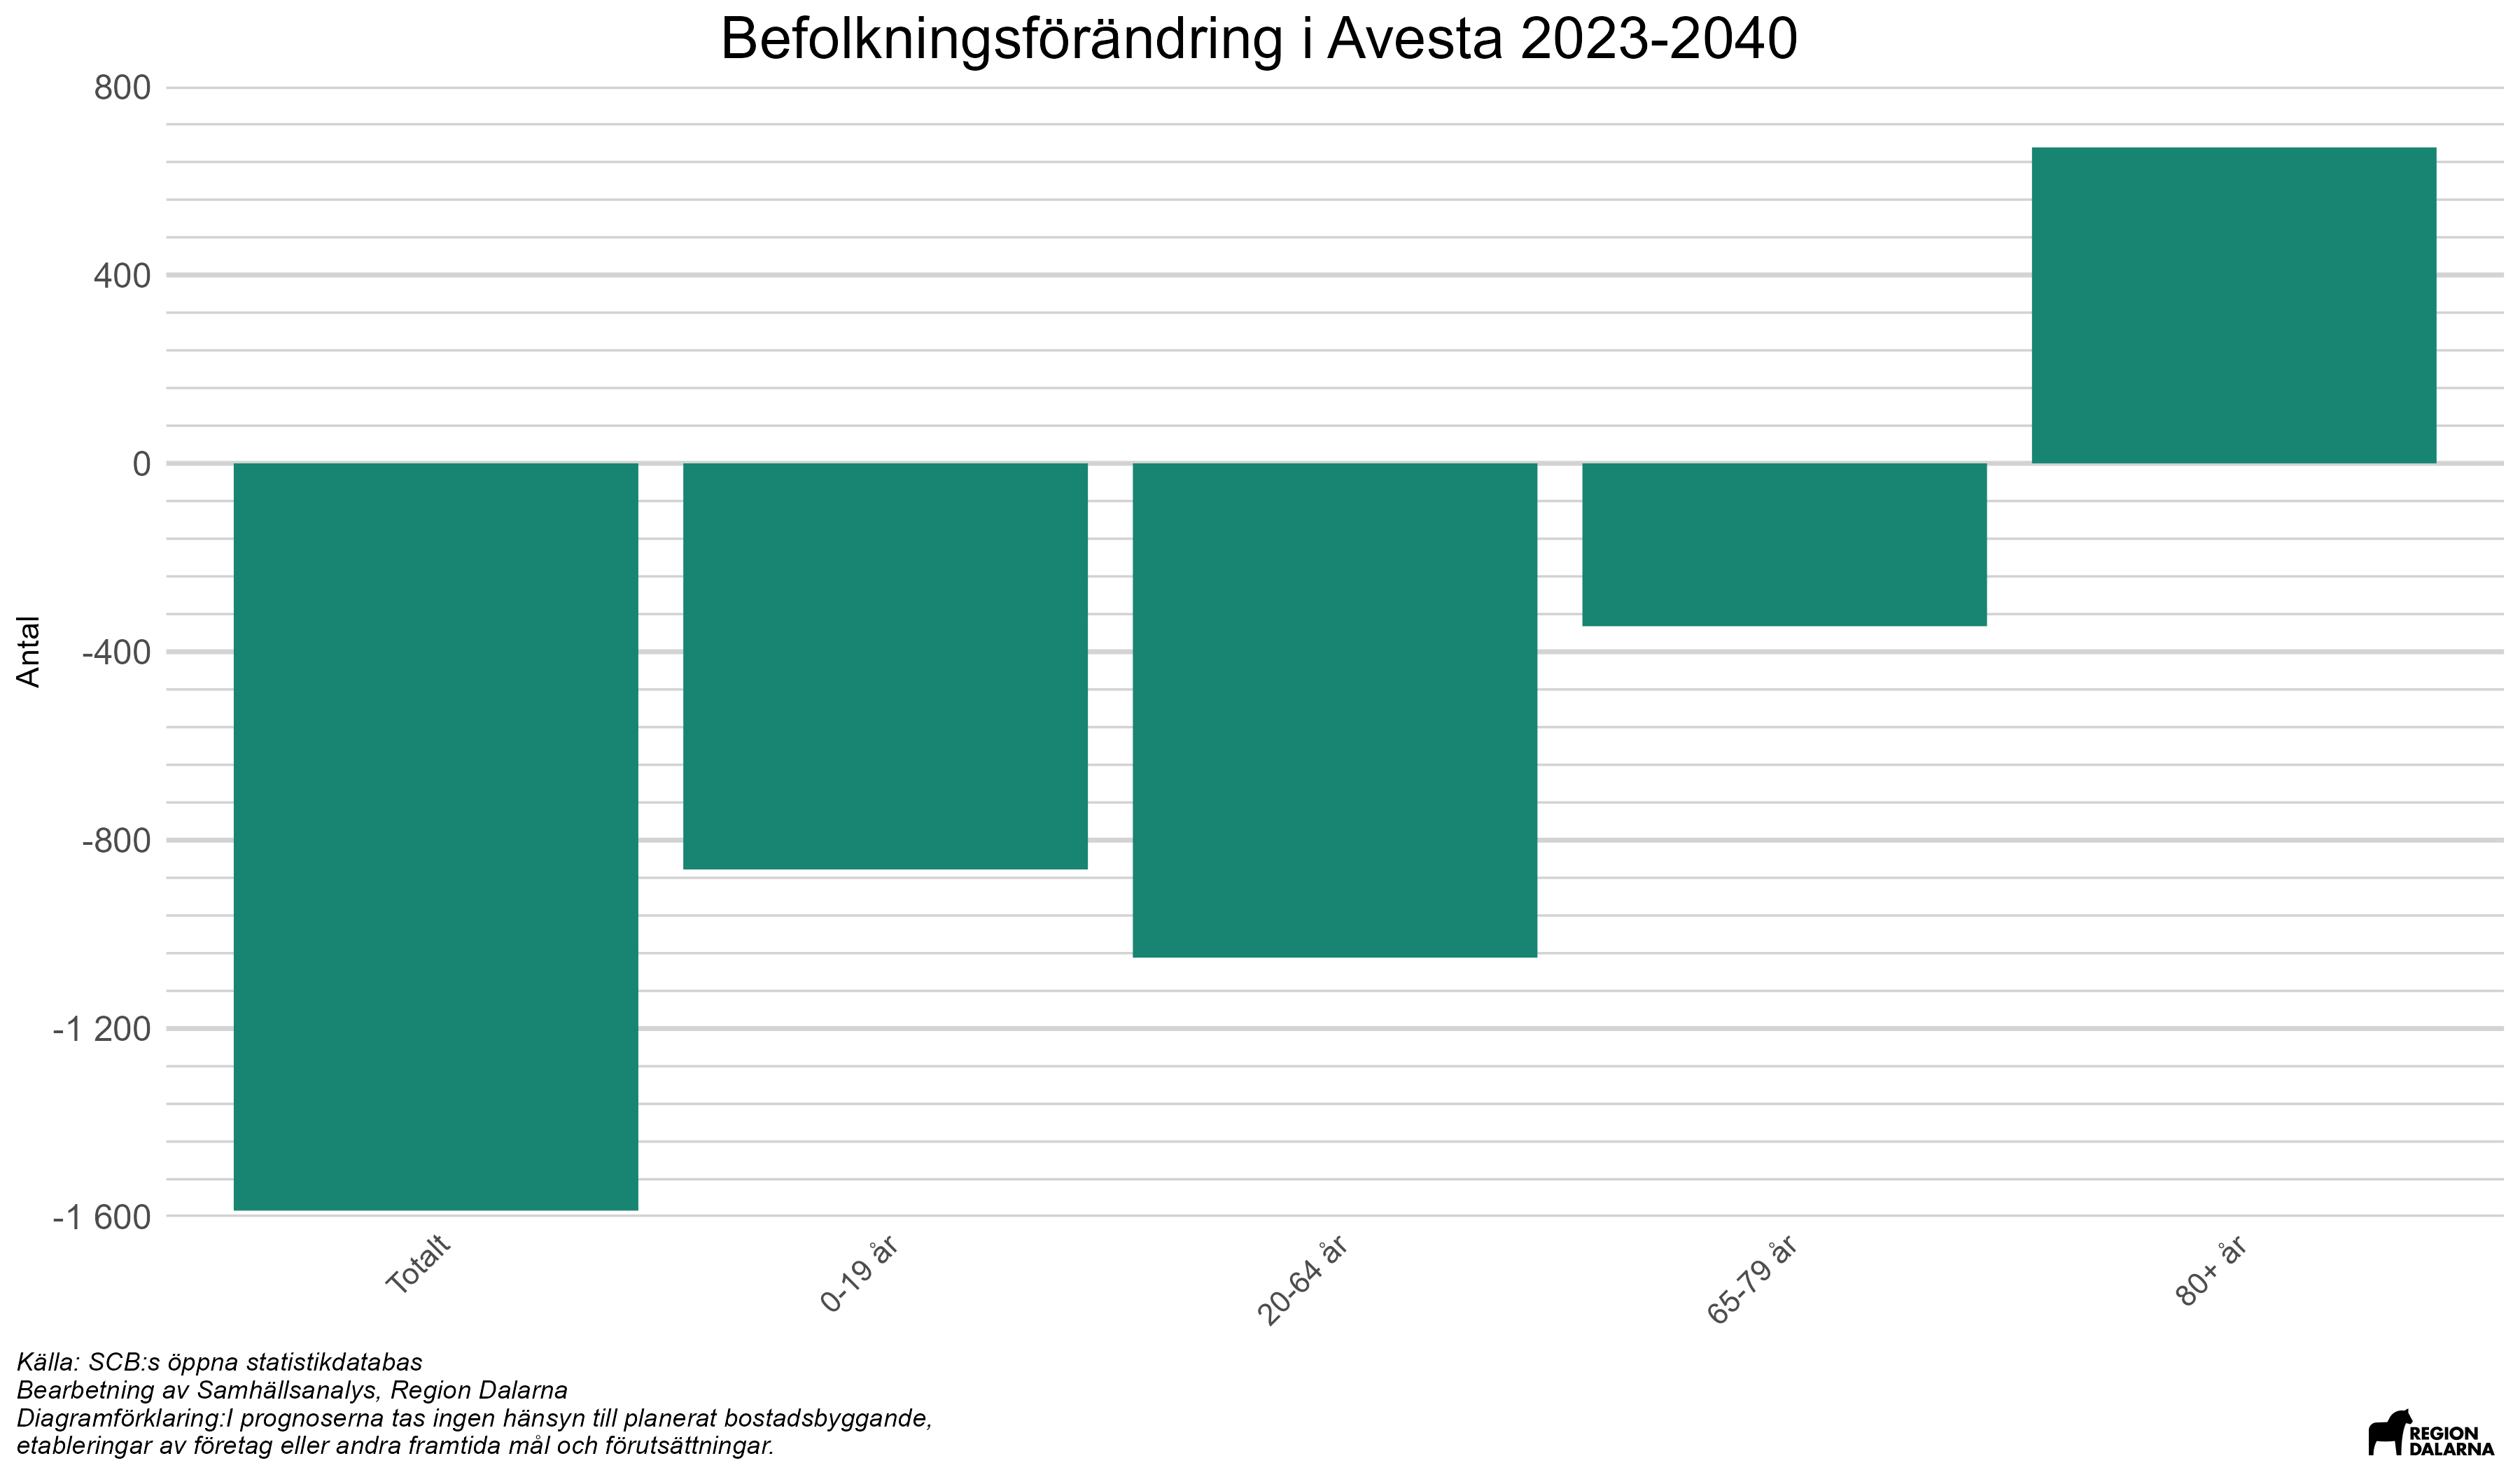 Befolkningsförändring i Avesta 2023-2040
800
400
0
-400
-800
-1 200
-1 600
Antal
Totalt
0-19 år
20-64 år
65-79 år
80+ år
Källa: SCB:s öppna statistikdatabas
Bearbetning av Samhällsanalys, Region Dalarna
Diagramförklaring:I prognoserna tas ingen hänsyn till planerat bostadsbyggande,
etableringar av företag eller andra framtida mål och förutsättningar.
REGION
DALARNA